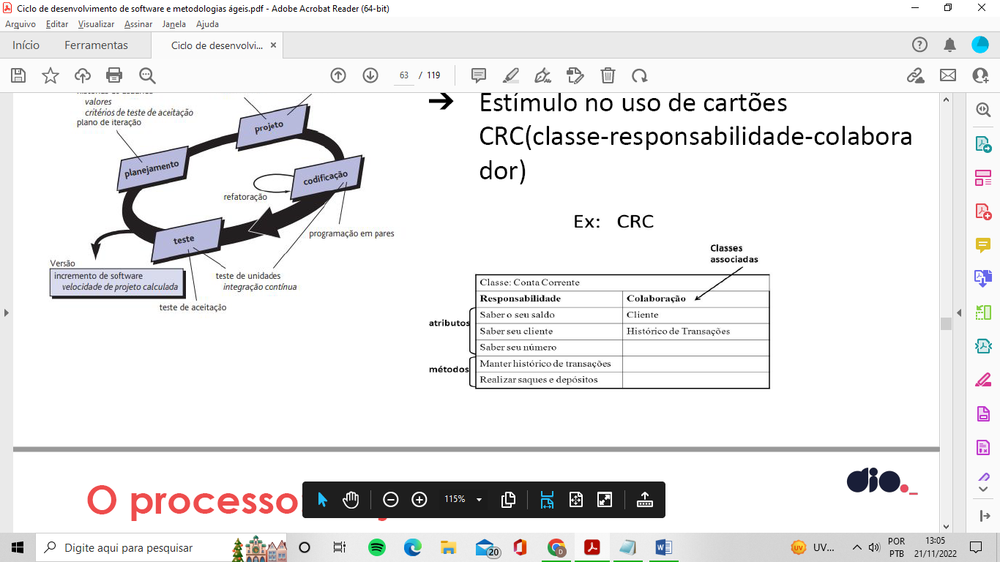 Ciclo de desenvolvimento de software e metodologias ágeis.pdf - Adobe Acrobat Reader (64-bit)
Arquivo Editar Visualizar Assinar Janela Ajuda
Início Ferramentas Ciclo de desenvolvi... ×
63 / 119
valores
critérios de teste de aceitação
plano de iteração
projeto
planejamento
codificação
refatoração
teste
programação em pares
Versão
incremento de software
velocidade de projeto calculada
teste de unidades
integração contínua
teste de aceitação
➔ Estímulo no uso de cartões
CRC(classe-responsabilidade-colabora
dor)
Ex: CRC
Classes
associadas
Classe: Conta Corrente
Responsabilidade Colaboração
atributos
Saber o seu saldo Cliente
Saber seu cliente Histórico de Transações
Saber seu número
métodos
Manter histórico de transações
Realizar saques e depósitos
O processo
dio.
115%
Digite aqui para pesquisar
20
D
W
UV
UV...
POR
PTB
13:05
21/11/2022